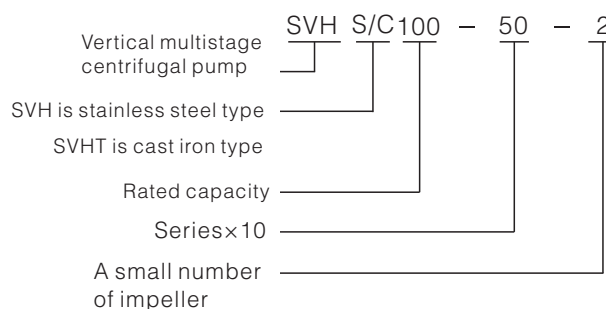 SVH S/C 100 – 50 – 2
Vertical multistage
centrifugal pump
SVH is stainless steel type
SVHT is cast iron type
Rated capacity
Series×10
A small number
of impeller